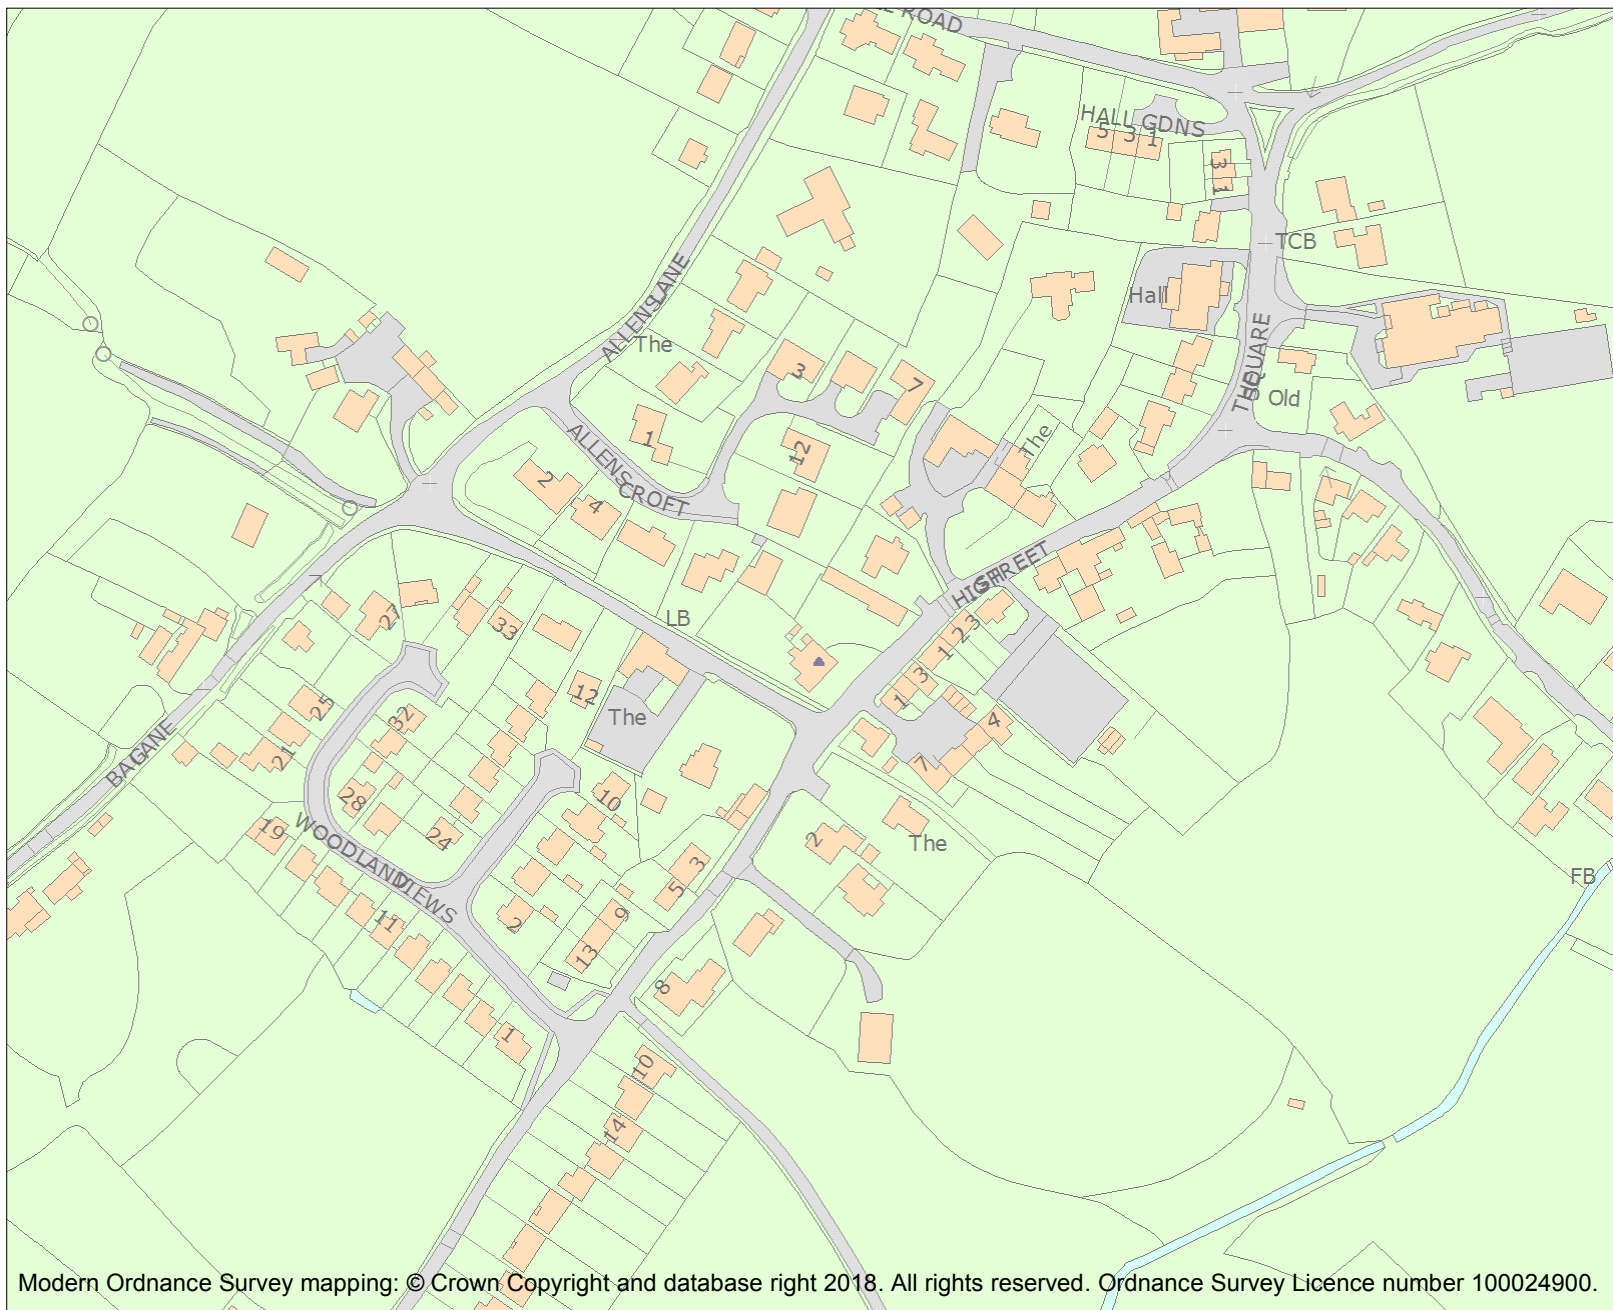 ROAD
HALL GDNS
5
3
1
3
1
TCB
Hall
ALLENS LANE
The
THE
SQUARE
Old
3
7
1
12
The
ALLENS
CROFT
2
4
HIGH
STREET
LB
27
33
2 3
1
3
1
12
The
4
7
25
32
21
28
10
BAG LANE
19
24
WOODLAND
VIEWS
2
The
3
5
FB
11
2
9
13
8
1
10
14
Modern Ordnance Survey mapping: © Crown Copyright and database right 2018. All rights reserved. Ordnance Survey Licence number 100024900.